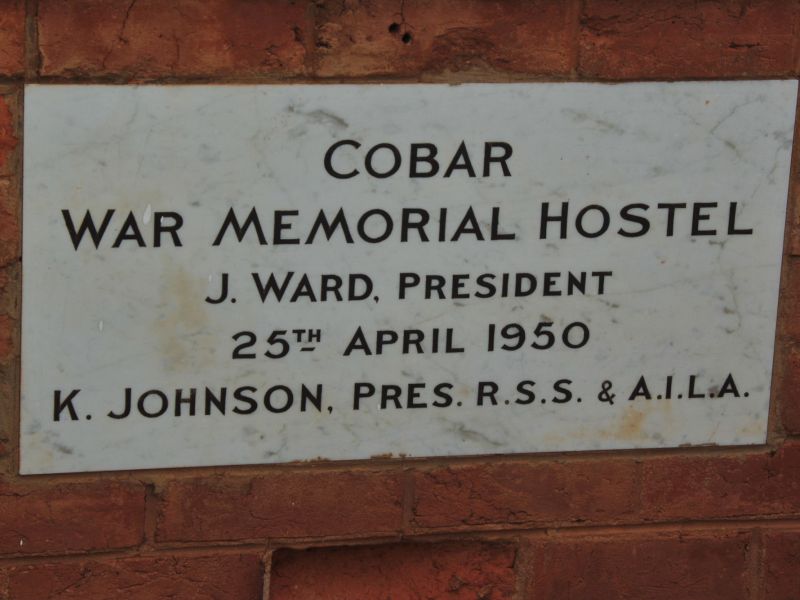 COBAR
WAR MEMORIAL HOSTEL
J. WARD, PRESIDENT
25TH APRIL 1950
K. JOHNSON, PRES. R.S.S. & A.I.L.A.